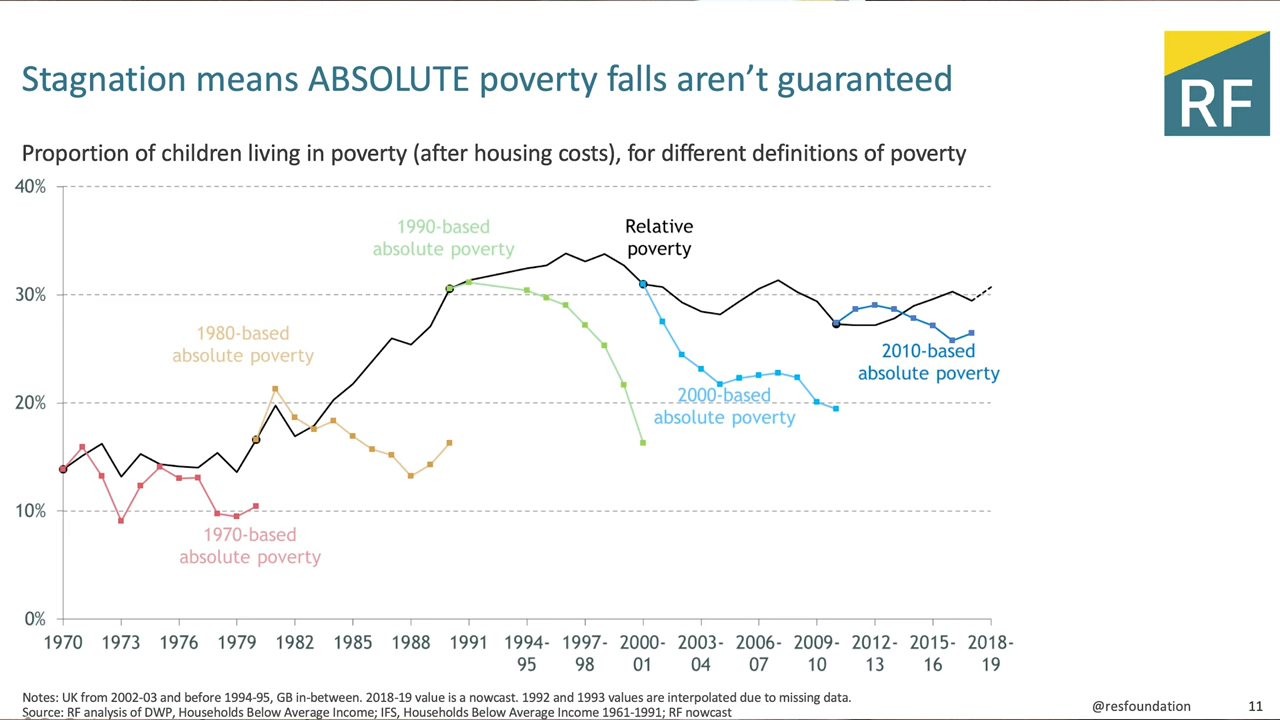 Stagnation means ABSOLUTE poverty falls aren't guaranteed
RF
Proportion of children living in poverty (after housing costs), for different definitions of poverty
40%
30%
20%
10%
0%
1990-based
absolute poverty
Relative
poverty
1980-based
absolute poverty
2010-based
absolute poverty
2000-based
absolute poverty
1970-based
absolute poverty
1970 1973 1976 1979 1982 1985 1988 1991 1994- 1997- 2000- 2003- 2006- 2009- 2012- 2015- 2018-
95 98 01 04 07 10 13 16 19
Notes: UK from 2002-03 and before 1994-95, GB in-between. 2018-19 value is a nowcast. 1992 and 1993 values are interpolated due to missing data.
Source: RF analysis of DWP, Households Below Average Income; IFS, Households Below Average Income 1961-1991; RF nowcast
@resfoundation 11